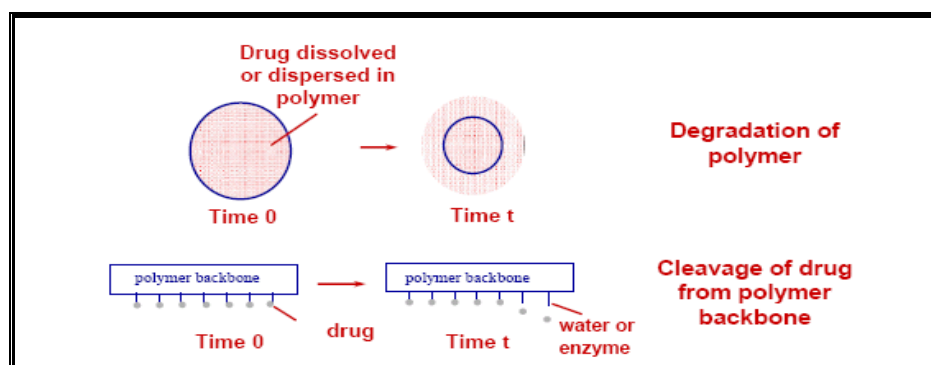 Drug dissolved
or dispersed in
polymer
Degradation of
polymer
Time 0
Time t
polymer backbone
polymer backbone
Cleavage of drug
from polymer
backbone
drug
water or
enzyme
Time 0
Time t